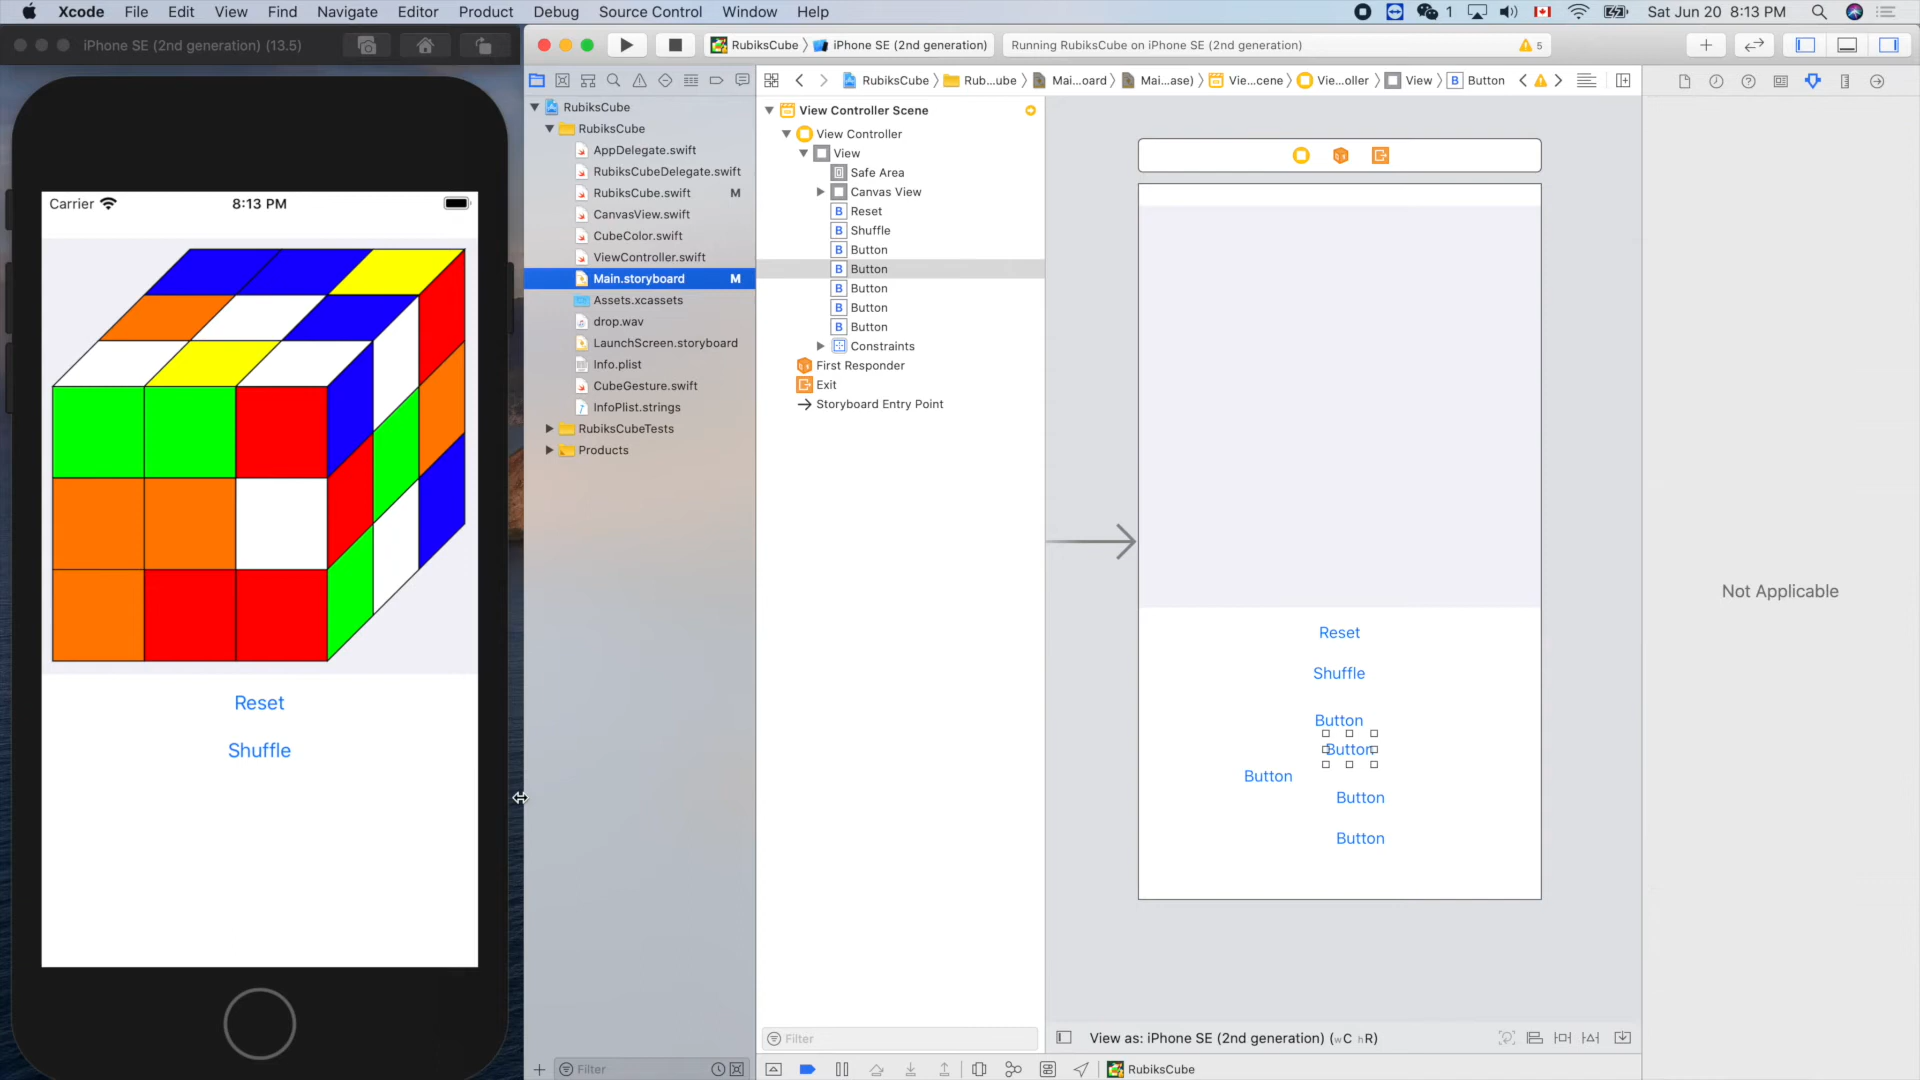 Xcode File Edit View Find Navigate Editor Product Debug Source Control Window Help 1 Sat Jun 20 8:13 PM
iPhone SE (2nd generation) (13.5)
RubiksCube iPhone SE (2nd generation) Running RubiksCube on iPhone SE (2nd generation) 5
RubiksCube Rub...ube Mai...oard Mai...ase) Vie...cene Vie...oller View B Button
RubiksCube
RubiksCube
AppDelegate.swift
RubiksCubeDelegate.swift
RubiksCube.swift M
CanvasView.swift
CubeColor.swift
ViewController.swift
Main.storyboard M
Assets.xcassets
drop.wav
LaunchScreen.storyboard
Info.plist
CubeGesture.swift
InfoPlist.strings
RubiksCubeTests
Products
View Controller Scene
View Controller
View
Safe Area
Canvas View
B Reset
B Shuffle
B Button
B Button
B Button
B Button
B Button
Constraints
First Responder
Exit
Storyboard Entry Point
Carrier 8:13 PM
Reset
Shuffle
Reset
Shuffle
Button
Button
Button
Button
Button
Not Applicable
Filter
View as: iPhone SE (2nd generation) (wC hR)
Filter
RubiksCube